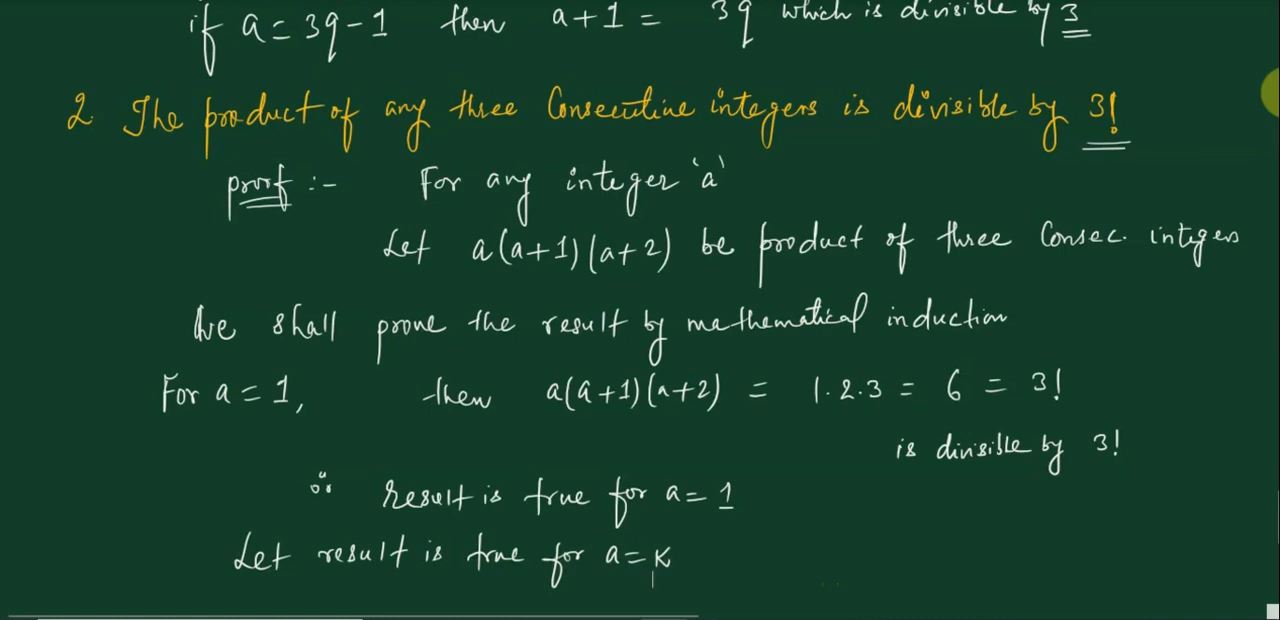 if a = 3q - 1 then a + 1 = 3q which is divisible by 3
2. The product of any three Consecutive integers is divisible by 3!
proof :- For any integer 'a'
Let a(a+1)(a+2) be product of three Consec. integers
We shall prove the result by mathematical induction
For a = 1, then a(a+1)(a+2) = 1.2.3 = 6 = 3!
is divisible by 3!
∴ result is true for a = 1
Let result is true for a = K